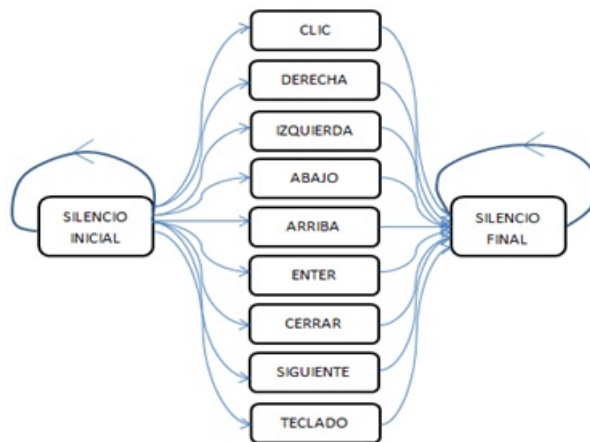 CLIC
DERECHA
IZQUIERDA
ABAJO
SILENCIO
INICIAL
ARRIBA
SILENCIO
FINAL
ENTER
CERRAR
SIGUIENTE
TECLADO